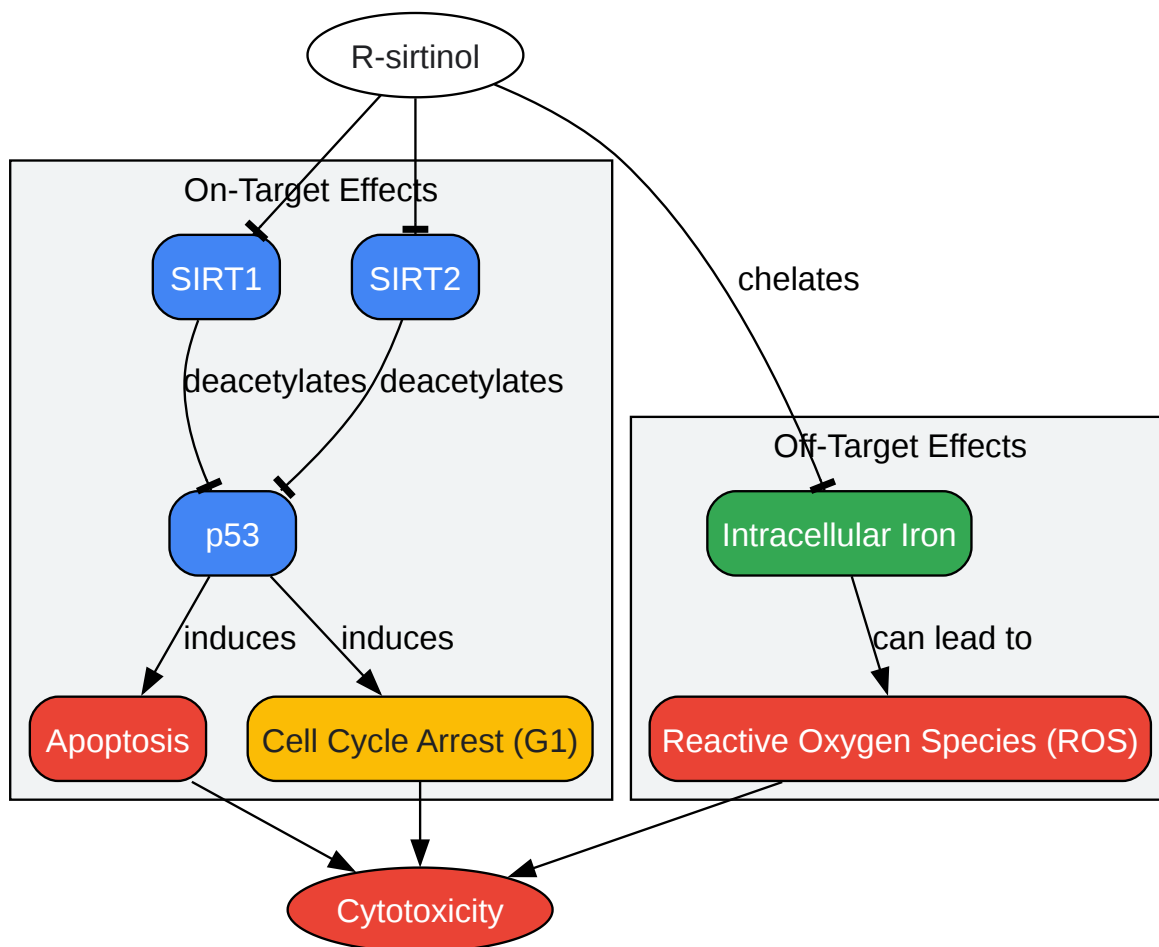 R-sirtinol
On-Target Effects
SIRT1
SIRT2
chelates
deacetylates
deacetylates
Off-Target Effects
p53
Intracellular Iron
induces
induces
can lead to
Apoptosis
Cell Cycle Arrest (G1)
Reactive Oxygen Species (ROS)
Cytotoxicity